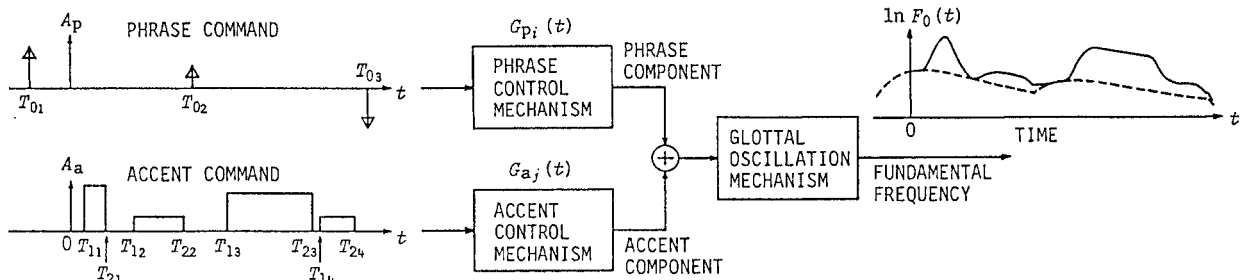 A_p
PHRASE COMMAND
T_01
T_02
T_03
t
G_pi(t)
PHRASE
CONTROL
MECHANISM
PHRASE
COMPONENT
A_a
ACCENT COMMAND
0
T_11
T_21
T_12
T_22
T_13
T_23
T_14
T_24
t
G_aj(t)
ACCENT
CONTROL
MECHANISM
ACCENT
COMPONENT
+
GLOTTAL
OSCILLATION
MECHANISM
ln F_0(t)
0
TIME
t
FUNDAMENTAL
FREQUENCY